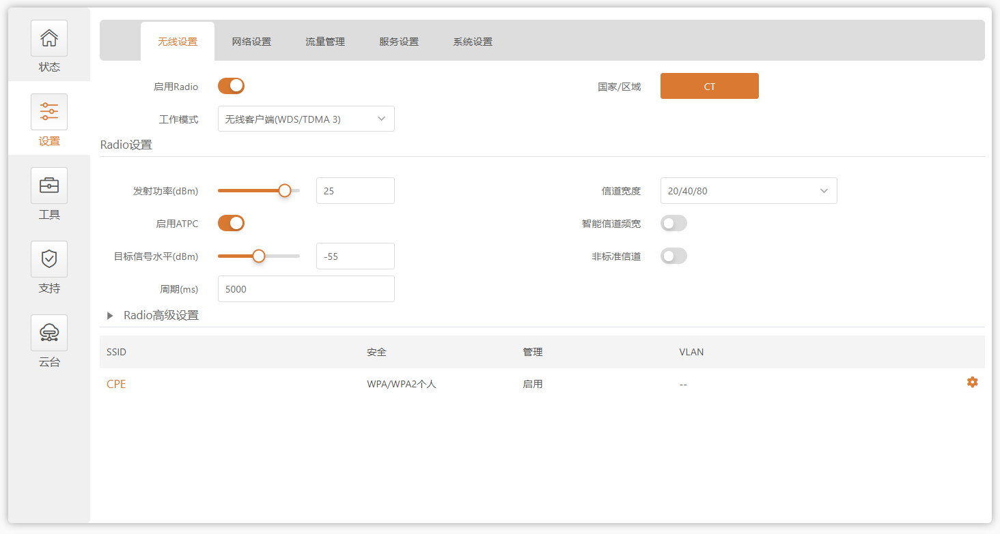 状态
设置
工具
支持
云台
无线设置 网络设置 流量管理 服务设置 系统设置
启用Radio 国家/区域 CT
工作模式 无线客户端(WDS/TDMA 3)
Radio设置
发射功率(dBm) 25 信道宽度 20/40/80
启用ATPC 智能信道频宽
目标信号水平(dBm) -55 非标准信道
周期(ms) 5000
Radio高级设置
SSID 安全 管理 VLAN
CPE WPA/WPA2个人 启用 --